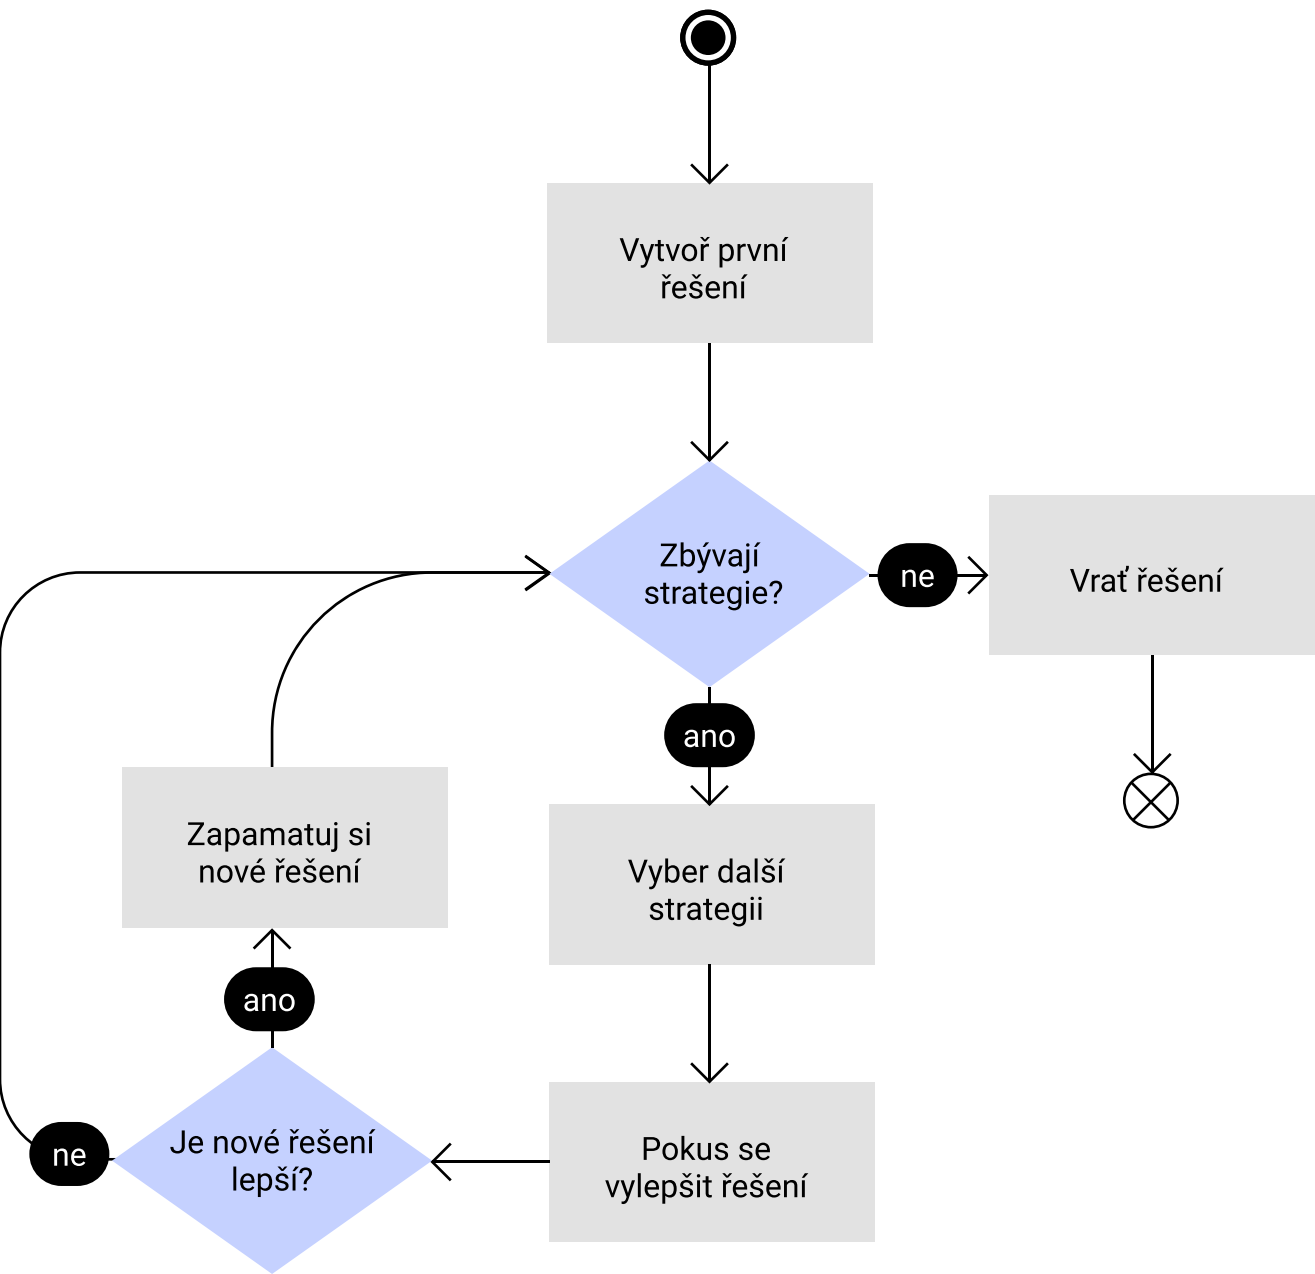 Vytvoř první
řešení
Zbývají
strategie?
ne
Vrať řešení
ano
Vyber další
strategii
Pokus se
vylepšit řešení
Je nové řešení
lepší?
ano
Zapamatuj si
nové řešení
ne